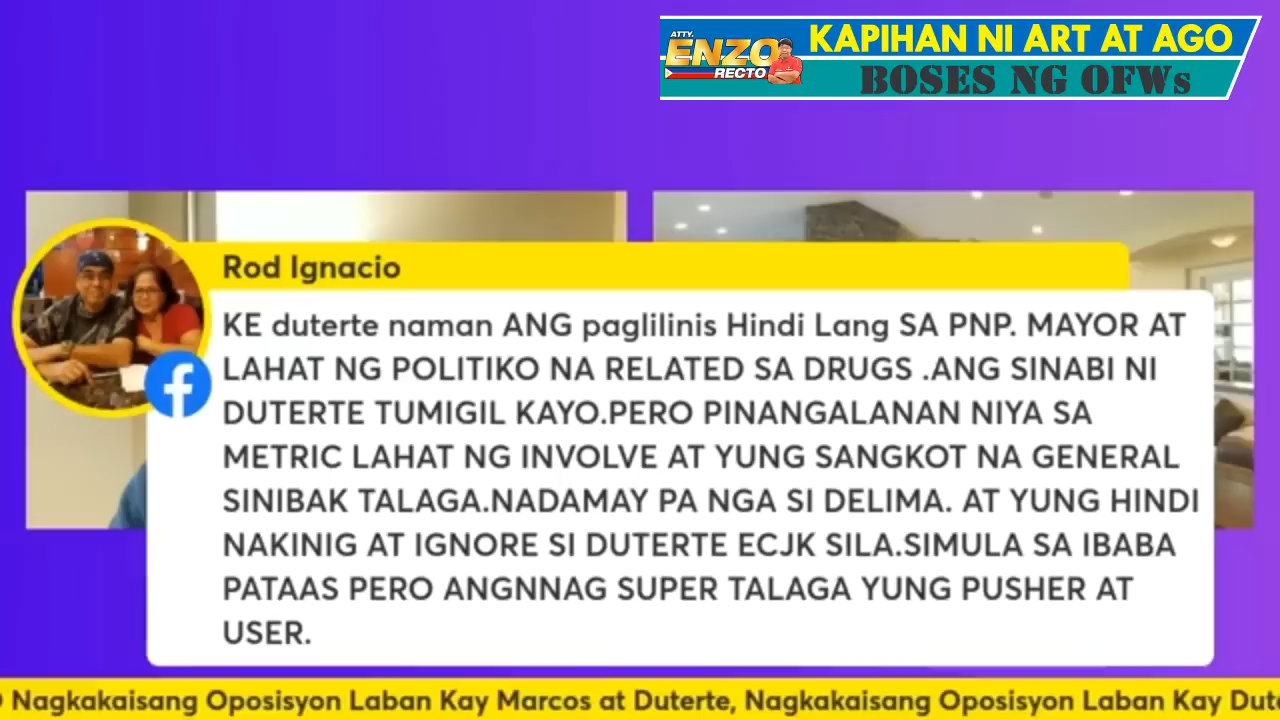 ATTY.
ENZO
RECTO
KAPIHAN NI ART AT AGO
BOSES NG OFWs
Rod Ignacio
KE duterte naman ANG paglilinis Hindi Lang SA PNP. MAYOR AT
LAHAT NG POLITIKO NA RELATED SA DRUGS .ANG SINABI NI
DUTERTE TUMIGIL KAYO.PERO PINANGALANAN NIYA SA
METRIC LAHAT NG INVOLVE AT YUNG SANGKOT NA GENERAL
SINIBAK TALAGA.NADAMAY PA NGA SI DELIMA. AT YUNG HINDI
NAKINIG AT IGNORE SI DUTERTE ECJK SILA.SIMULA SA IBABA
PATAAS PERO ANGNNAG SUPER TALAGA YUNG PUSHER AT
USER.
Nagkakaisang Oposisyon Laban Kay Marcos at Duterte, Nagkakaisang Oposisyon Laban Kay Dute